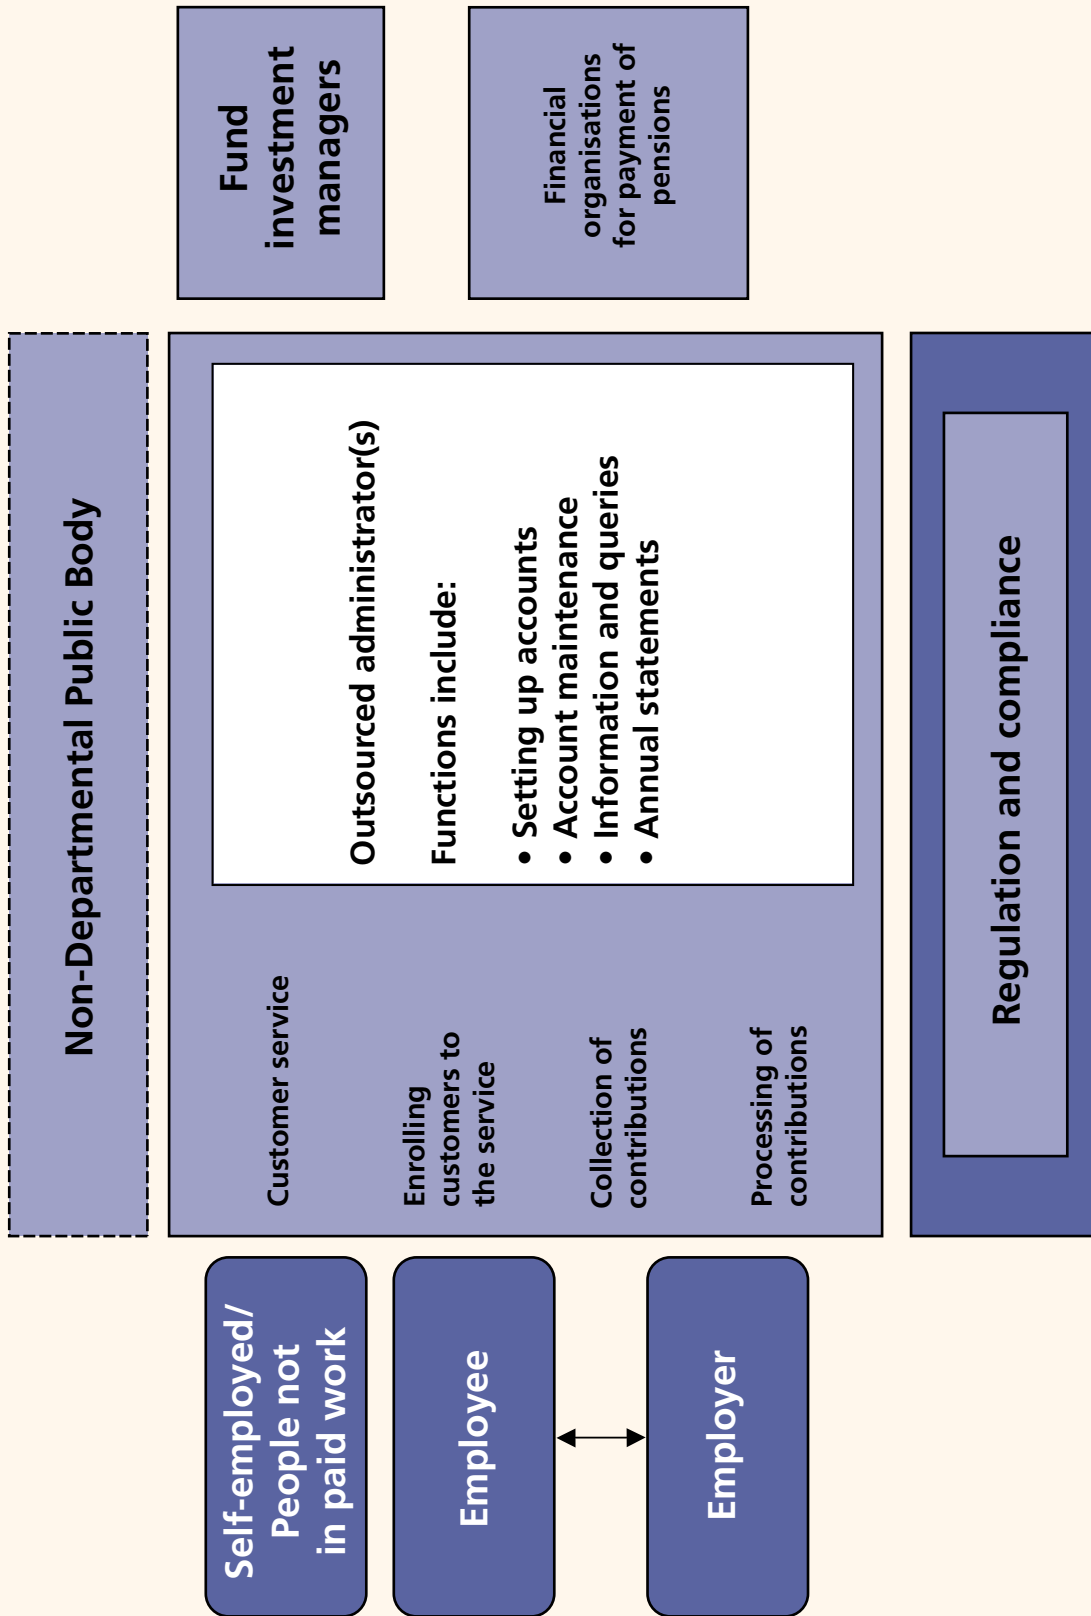 Non-Departmental Public Body
Self-employed/
People not
in paid work
Employee
Employer
Customer service
Enrolling
customers to
the service
Collection of
contributions
Processing of
contributions
Outsourced administrator(s)
Functions include:
• Setting up accounts
• Account maintenance
• Information and queries
• Annual statements
Fund
investment
managers
Financial
organisations
for payment of
pensions
Regulation and compliance